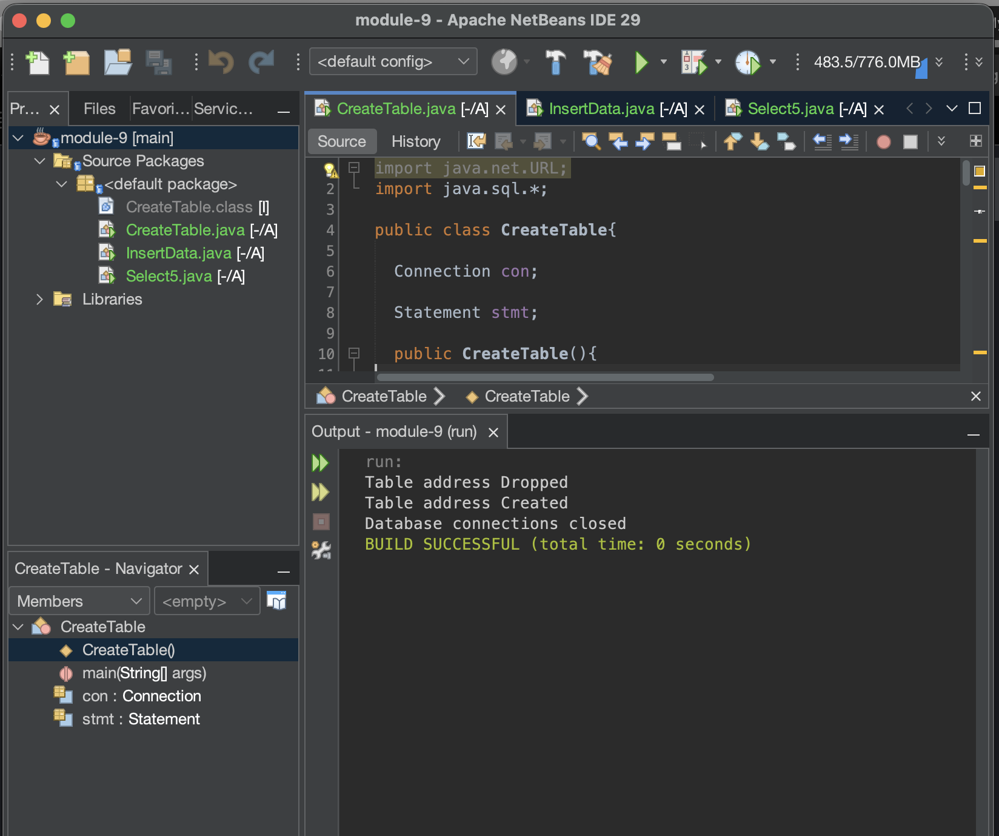 module-9 - Apache NetBeans IDE 29
<default config>
483.5/776.0MB
Pr...
Files
Favori...
Servic...
module-9 [main]
Source Packages
<default package>
CreateTable.class [I]
CreateTable.java [-/A]
InsertData.java [-/A]
Select5.java [-/A]
Libraries
CreateTable.java [-/A]
InsertData.java [-/A]
Select5.java [-/A]
Source
History
import java.net.URL;
2 import java.sql.*;
3
4 public class CreateTable{
5
6 Connection con;
7
8 Statement stmt;
9
10 public CreateTable(){
CreateTable
CreateTable
Output - module-9 (run)
run:
Table address Dropped
Table address Created
Database connections closed
BUILD SUCCESSFUL (total time: 0 seconds)
CreateTable - Navigator
Members
<empty>
CreateTable
CreateTable()
main(String[] args)
con : Connection
stmt : Statement